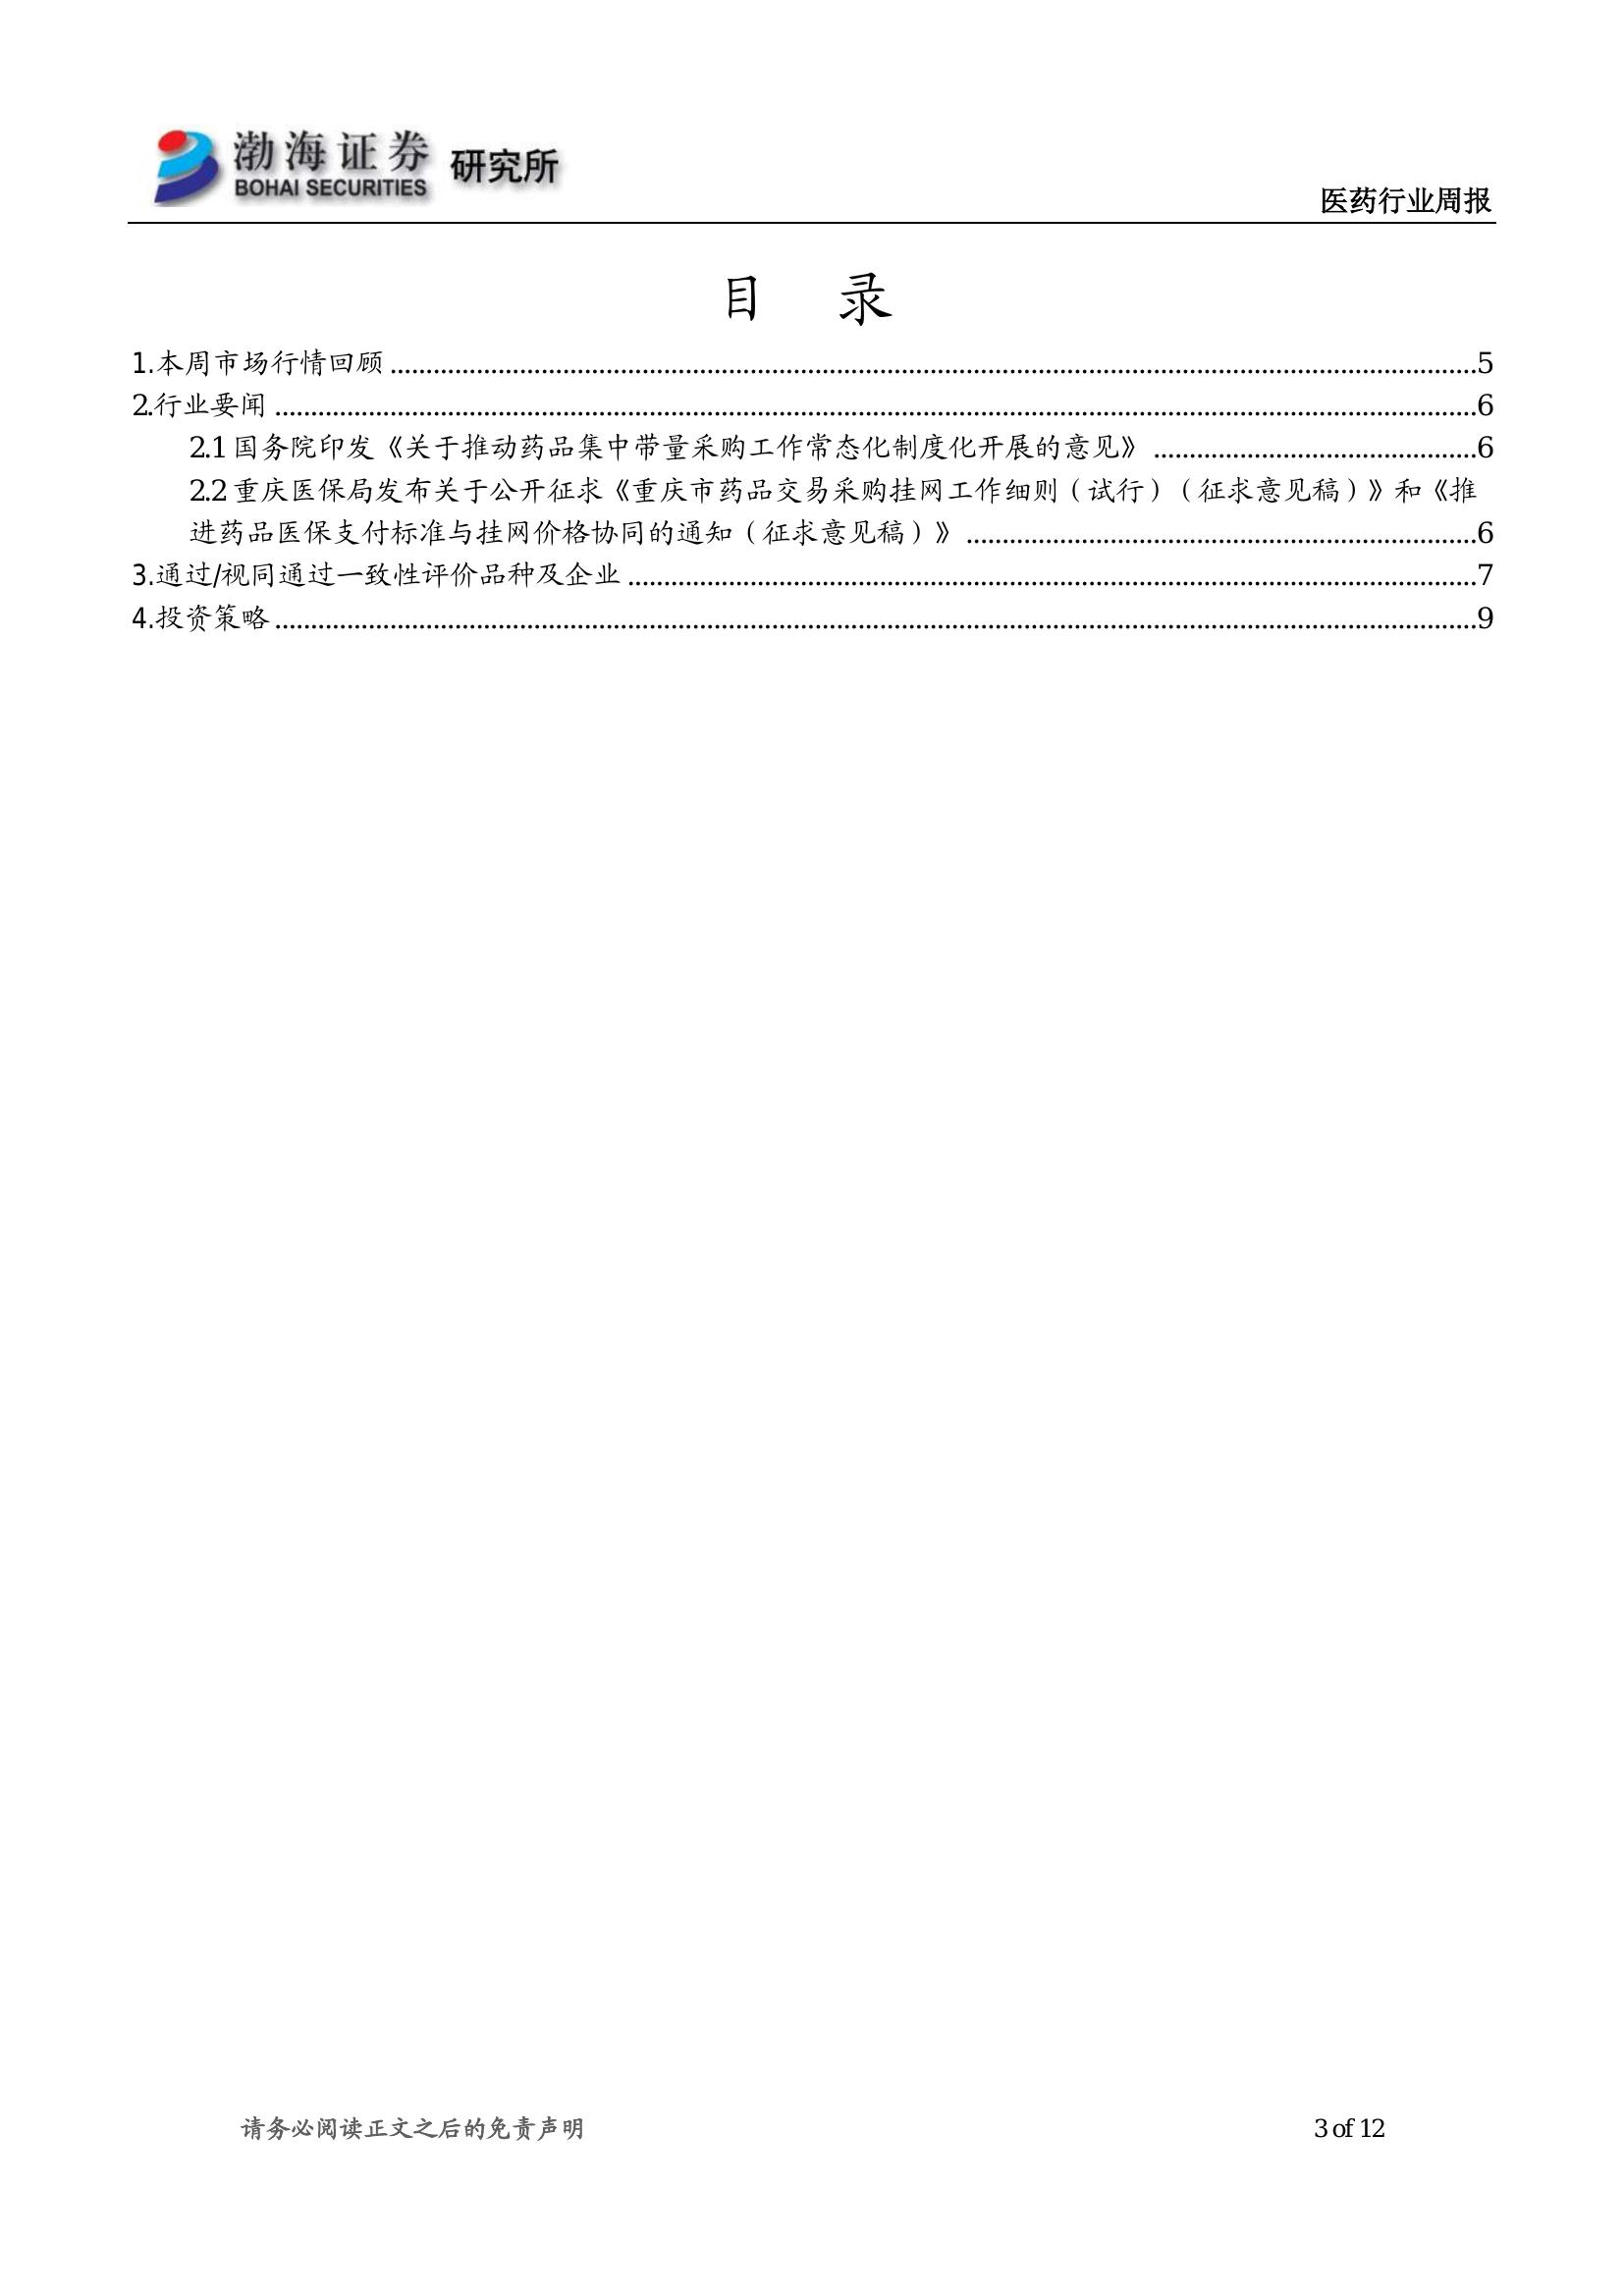 渤海证券 研究所
BOHAI SECURITIES
医药行业周报
目 录
1.本周市场行情回顾 ........................................................................ 5
2.行业要闻 ........................................................................ 6
2.1国务院印发《关于推动药品集中带量采购工作常态化制度化开展的意见》 ........................................ 6
2.2重庆医保局发布关于公开征求《重庆市药品交易采购挂网工作细则（试行）（征求意见稿）》和《推
进药品医保支付标准与挂网价格协同的通知（征求意见稿）》 ........................................ 6
3.通过/视同通过一致性评价品种及企业 ........................................................................ 7
4.投资策略 ........................................................................ 9
请务必阅读正文之后的免责声明
3 of 12